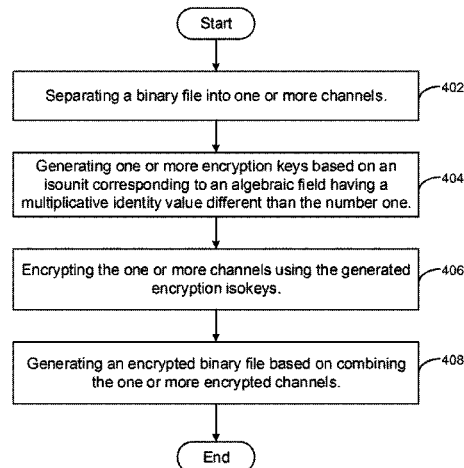 Start
Separating a binary file into one or more channels.
402
Generating one or more encryption keys based on an
isounit corresponding to an algebraic field having a
multiplicative identity value different than the number one.
404
Encrypting the one or more channels using the generated
encryption isokeys.
406
Generating an encrypted binary file based on combining
the one or more encrypted channels.
408
End